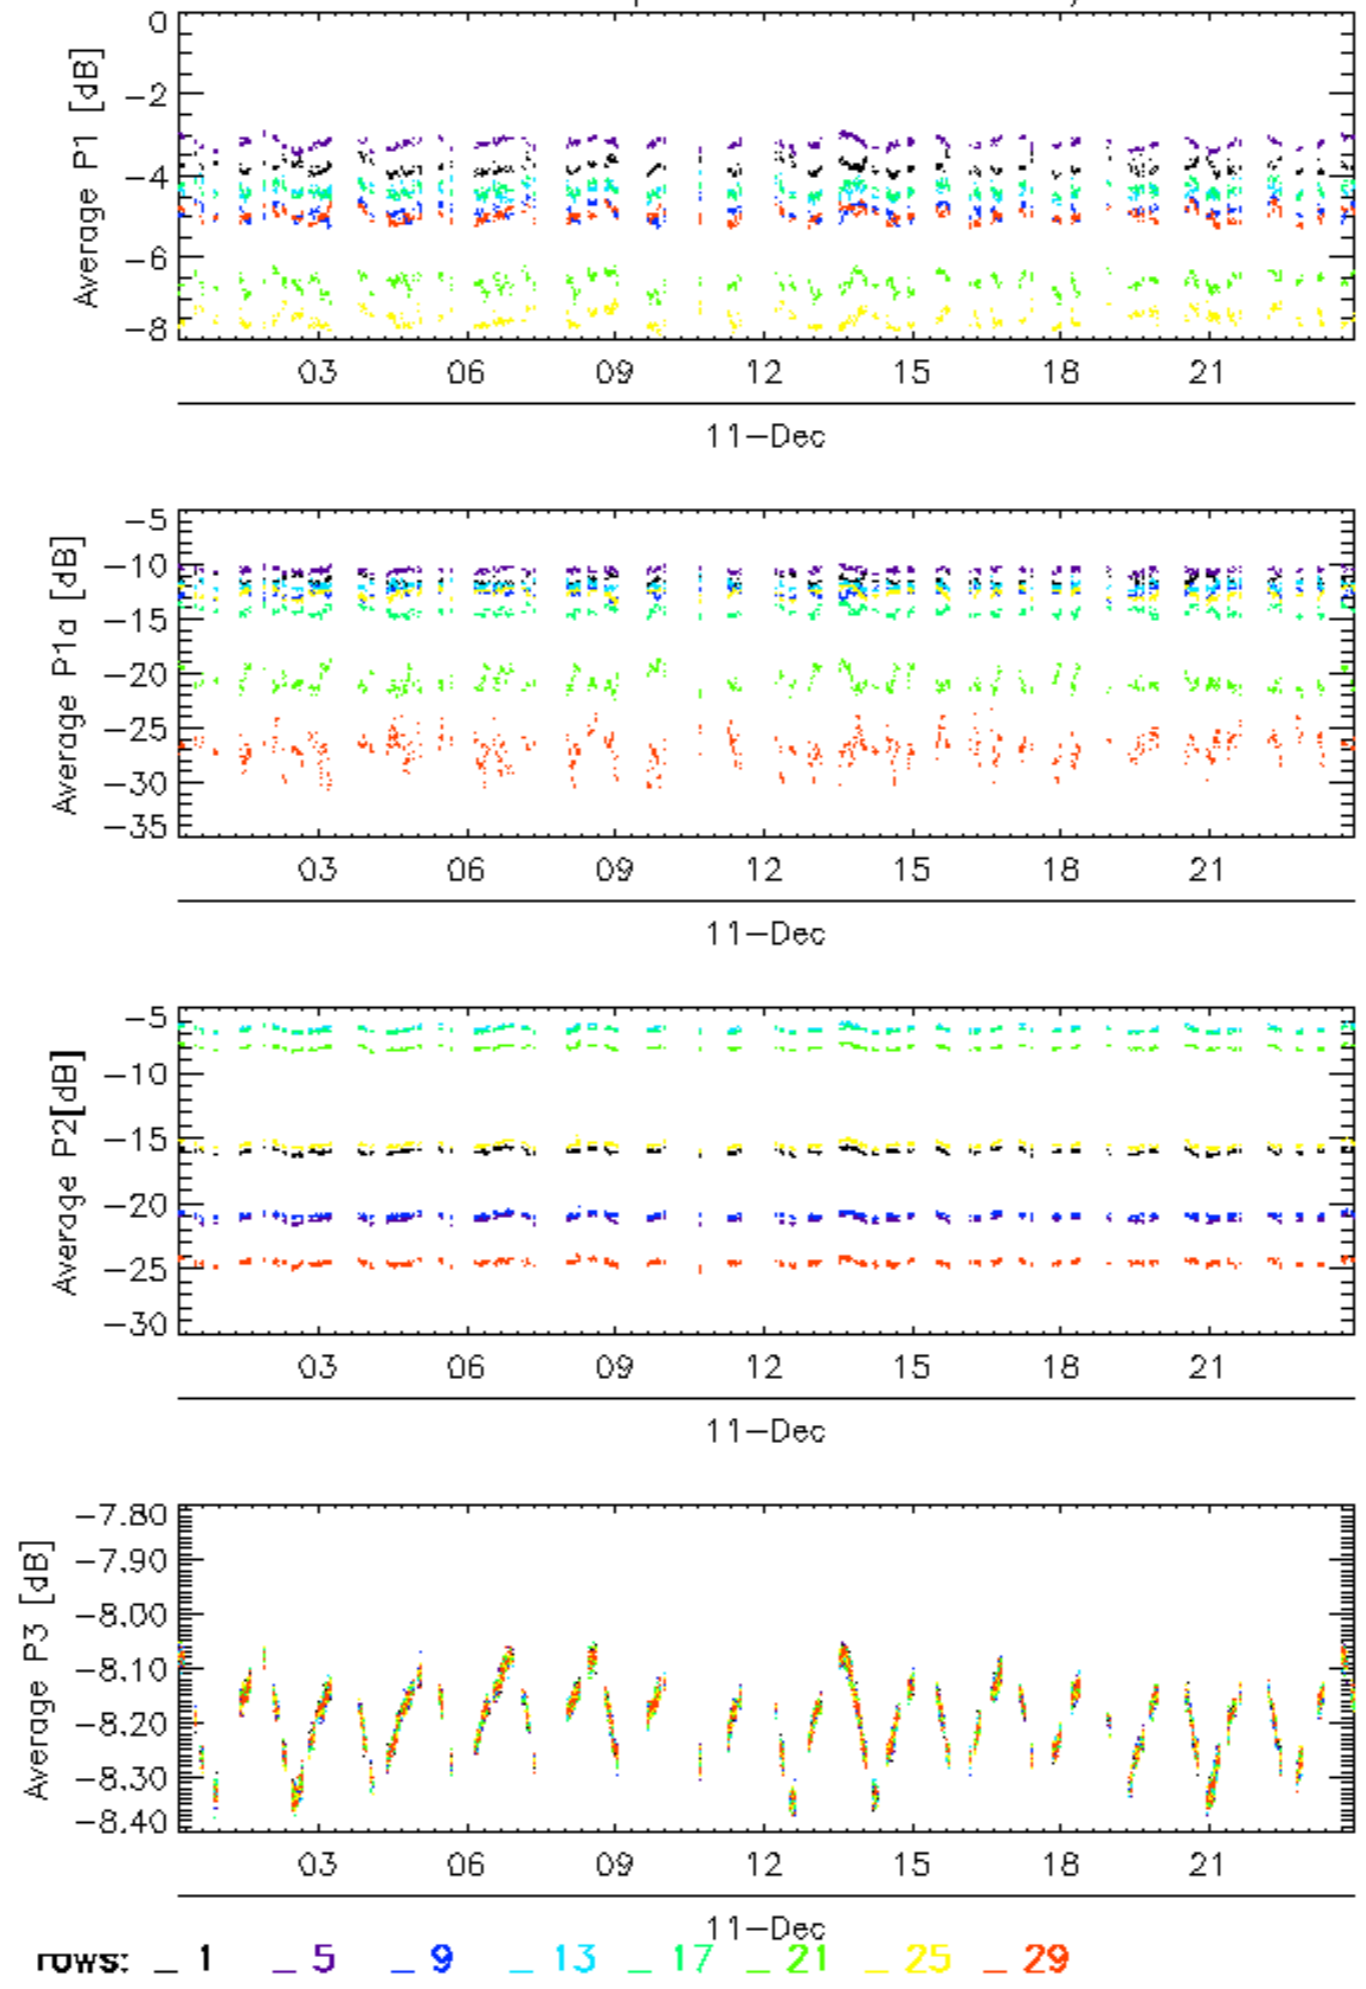 0
-2
-4
-6
-8
Average P1 [dB]
03 06 09 12 15 18 21
11-Dec
-5
-10
-15
-20
-25
-30
-35
Average P1a [dB]
03 06 09 12 15 18 21
11-Dec
-5
-10
-15
-20
-25
-30
Average P2[dB]
03 06 09 12 15 18 21
11-Dec
-7.80
-7.90
-8.00
-8.10
-8.20
-8.30
-8.40
Average P3 [dB]
03 06 09 12 15 18 21
11-Dec
rows: _ 1 _ 5 _ 9 _ 13 _ 17 _ 21 _ 25 _ 29